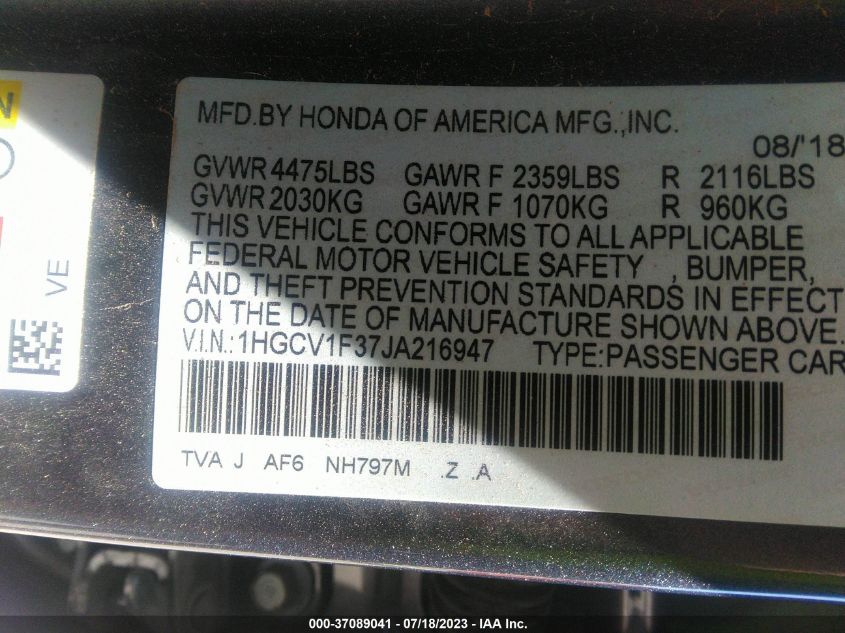 N
VE
MFD.BY HONDA OF AMERICA MFG.,INC.
08/'18
GVWR 4475LBS GAWR F 2359LBS R 2116LBS
GVWR 2030KG GAWR F 1070KG R 960KG
THIS VEHICLE CONFORMS TO ALL APPLICABLE
FEDERAL MOTOR VEHICLE SAFETY , BUMPER,
AND THEFT PREVENTION STANDARDS IN EFFECT
ON THE DATE OF MANUFACTURE SHOWN ABOVE.
V.I.N.: 1HGCV1F37JA216947 TYPE:PASSENGER CAR
TVA J AF6 NH797M .Z .A
000-37089041 / 07/18/2023 - IAA Inc.